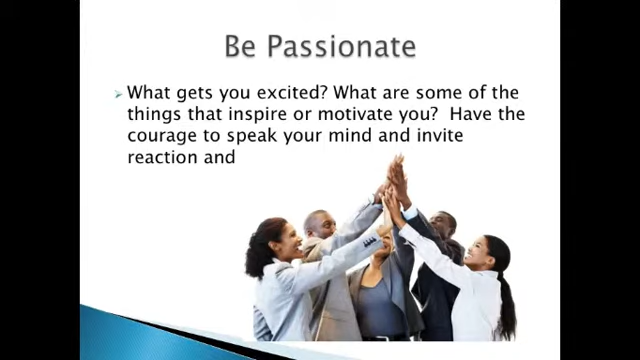 Be Passionate
What gets you excited? What are some of the
things that inspire or motivate you?  Have the
courage to speak your mind and invite
reaction and